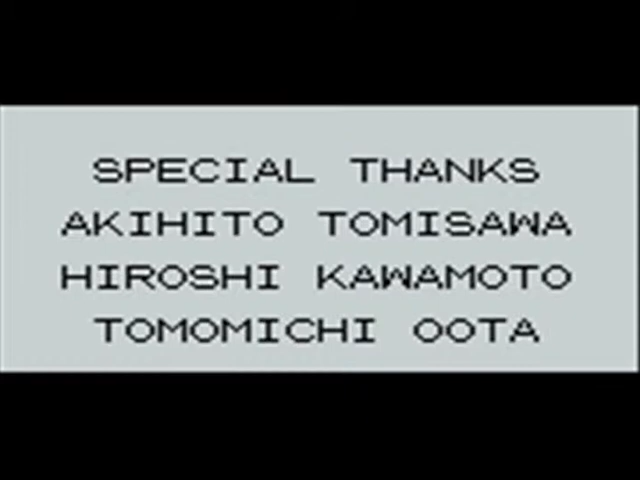 SPECIAL THANKS
AKIHITO TOMISAWA
HIROSHI KAWAMOTO
TOMOMICHI OOTA